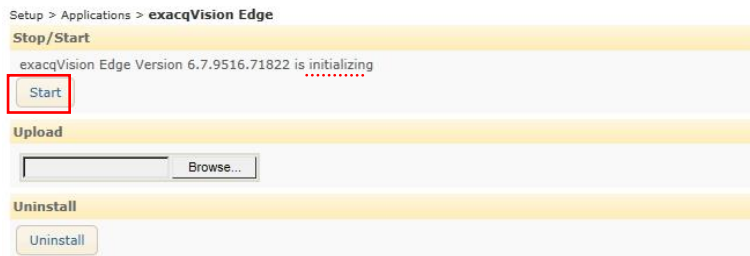 Setup > Applications > exacqVision Edge
Stop/Start
exacqVision Edge Version 6.7.9516.71822 is initializing
Start
Upload
Browse...
Uninstall
Uninstall